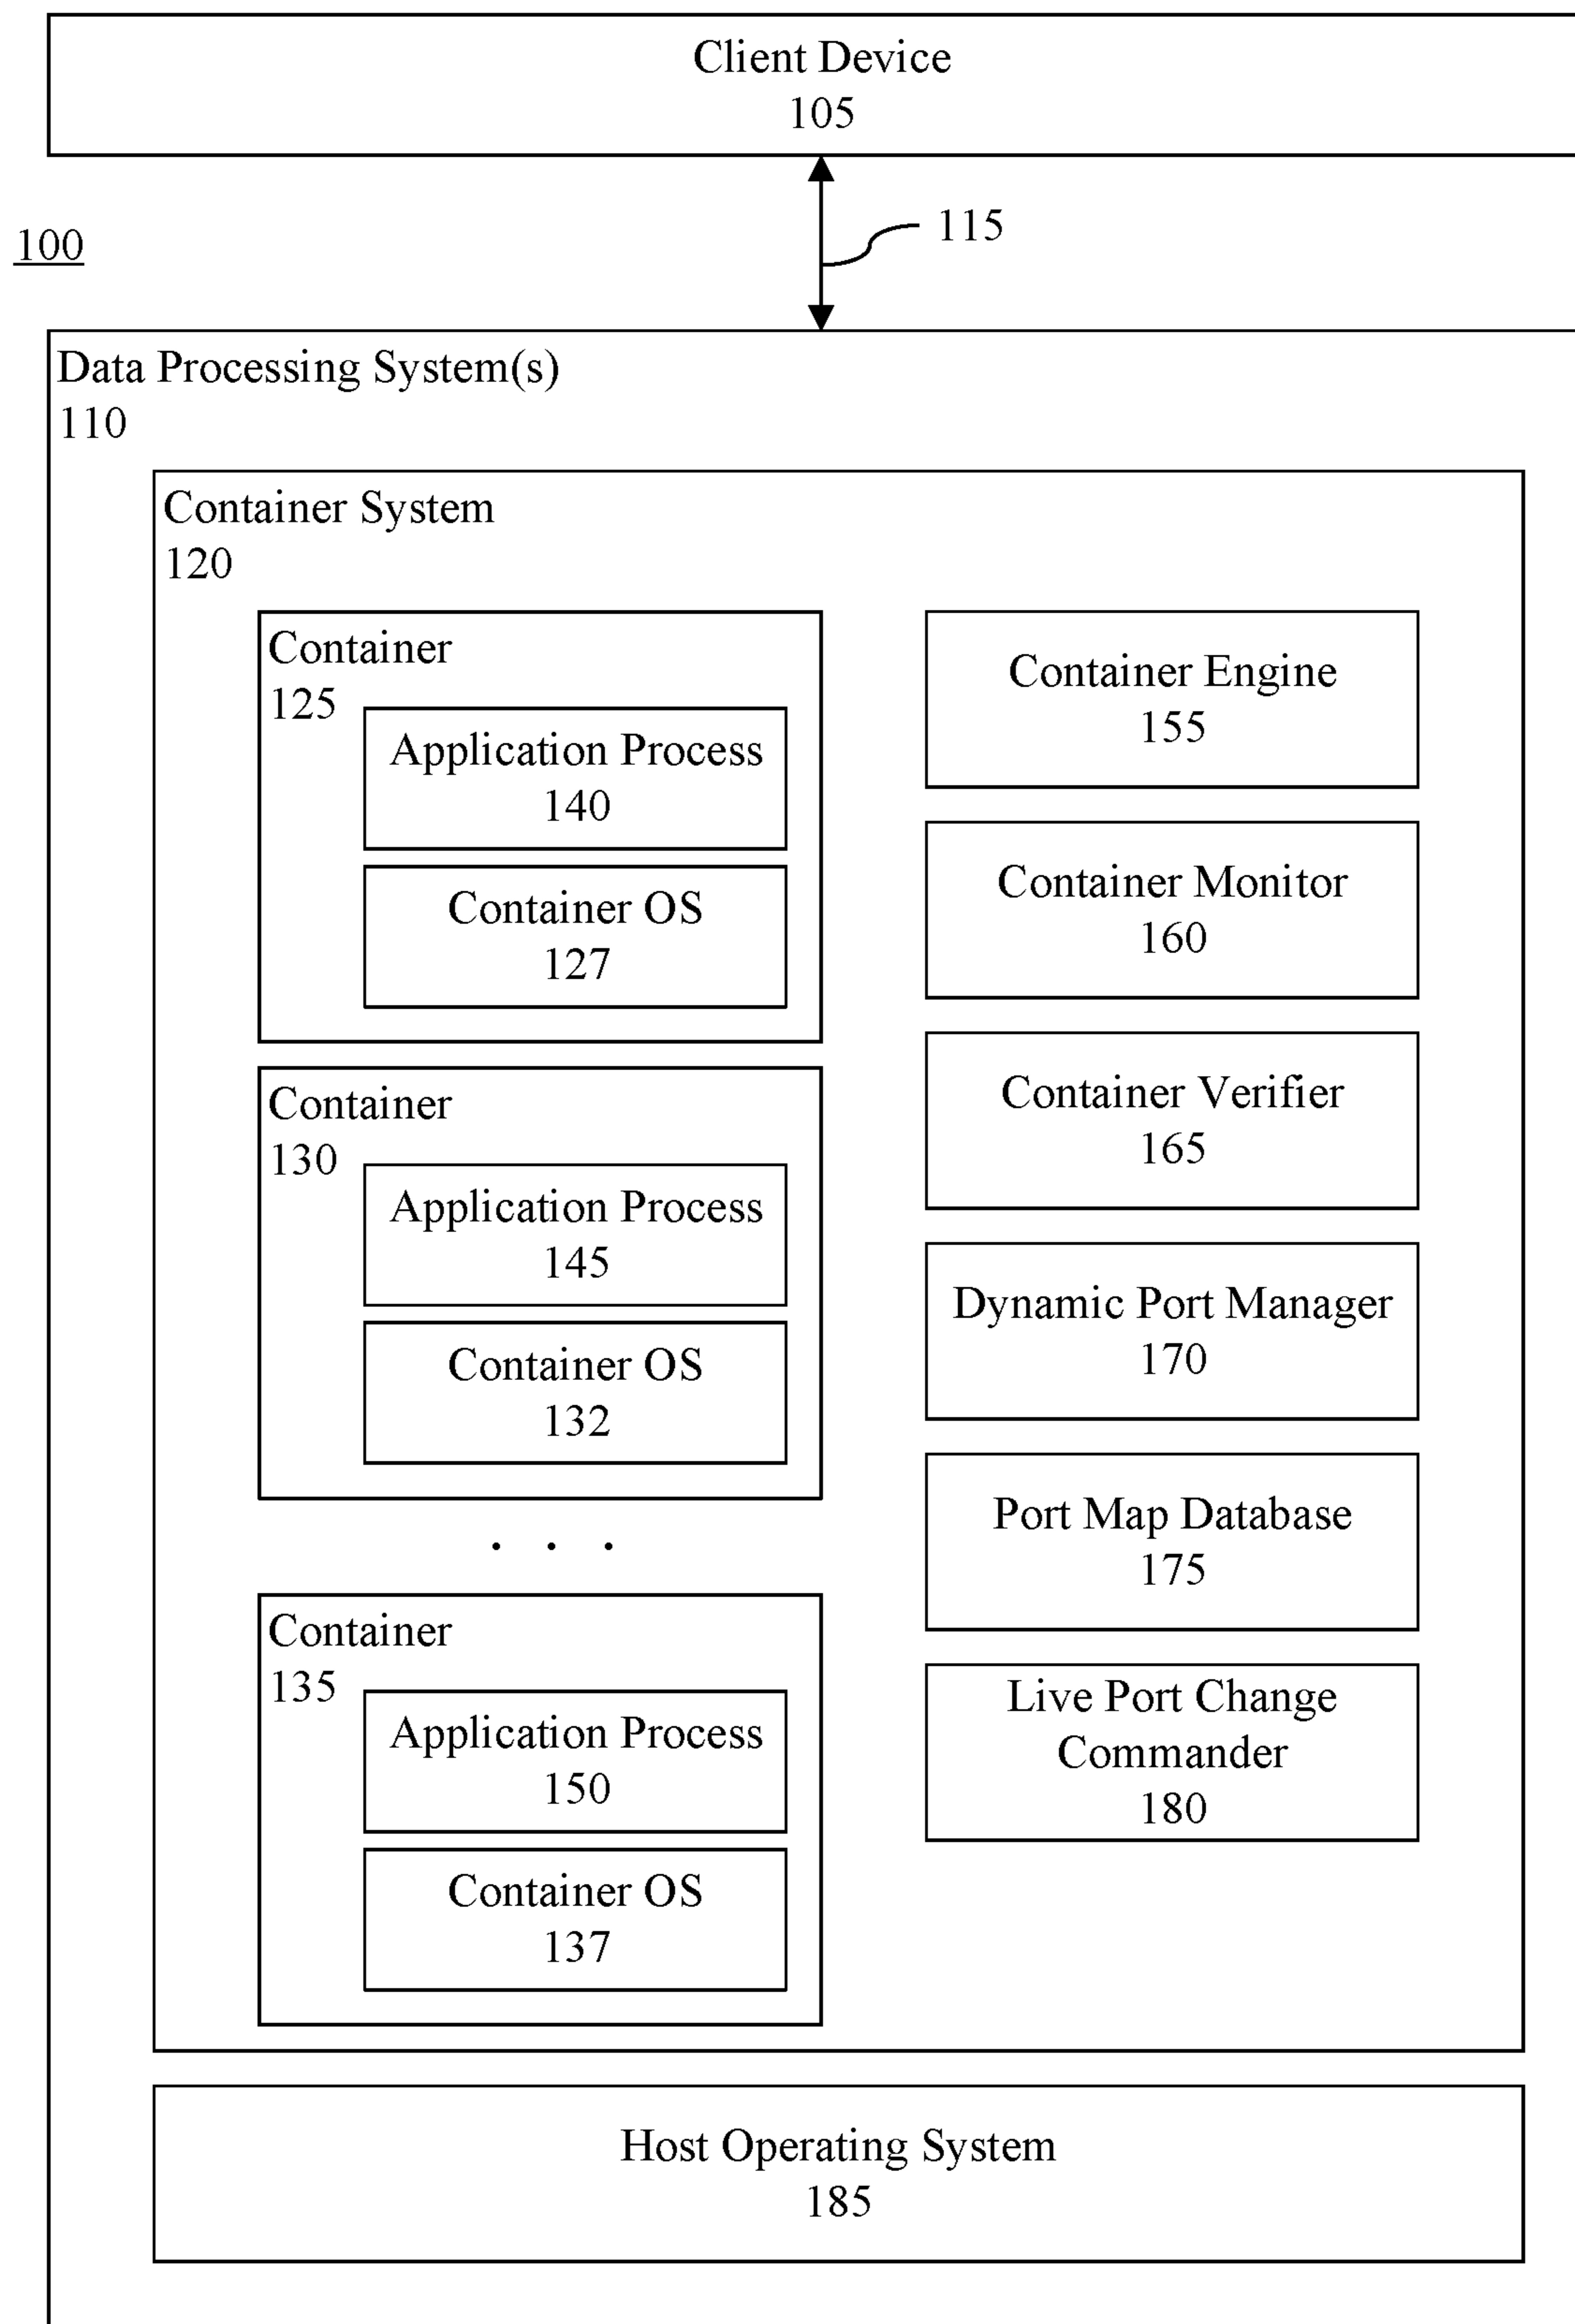 Client Device
105
115
100
Data Processing System(s)
110
Container System
120
Container
125
Application Process
140
Container OS
127
Container
130
Application Process
145
Container OS
132
. . .
Container
135
Application Process
150
Container OS
137
Container Engine
155
Container Monitor
160
Container Verifier
165
Dynamic Port Manager
170
Port Map Database
175
Live Port Change
Commander
180
Host Operating System
185